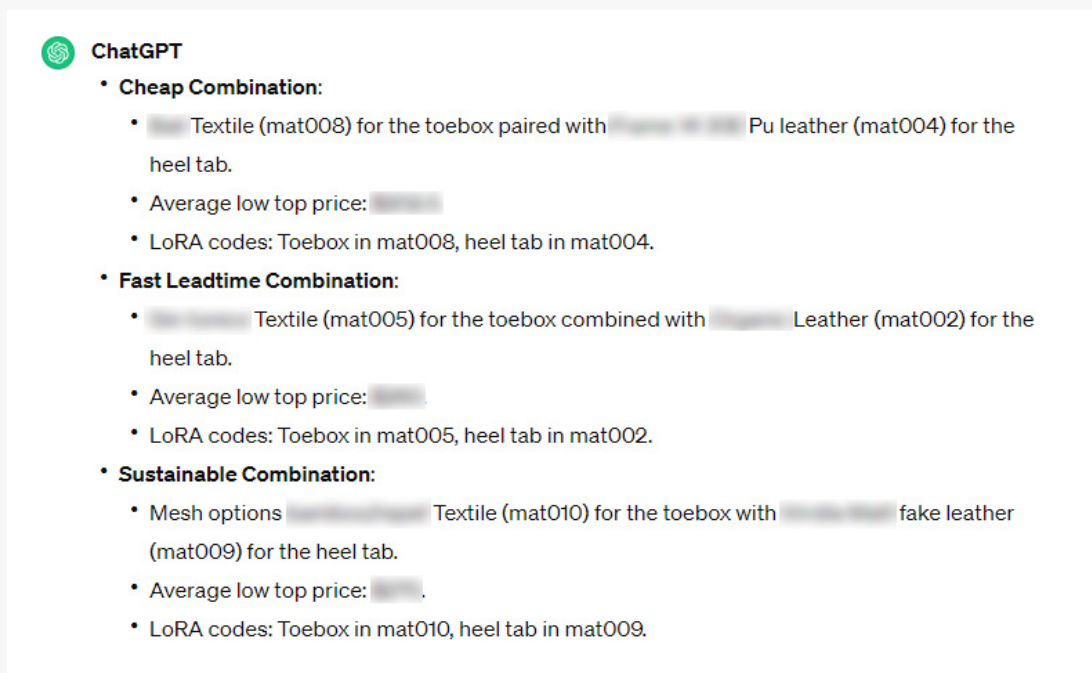 ChatGPT
• Cheap Combination:
• Textile (mat008) for the toebox paired with Pu leather (mat004) for the
heel tab.
• Average low top price:
• LoRA codes: Toebox in mat008, heel tab in mat004.
• Fast Leadtime Combination:
• Textile (mat005) for the toebox combined with Leather (mat002) for the
heel tab.
• Average low top price:
• LoRA codes: Toebox in mat005, heel tab in mat002.
• Sustainable Combination:
• Mesh options Textile (mat010) for the toebox with fake leather
(mat009) for the heel tab.
• Average low top price: .
• LoRA codes: Toebox in mat010, heel tab in mat009.